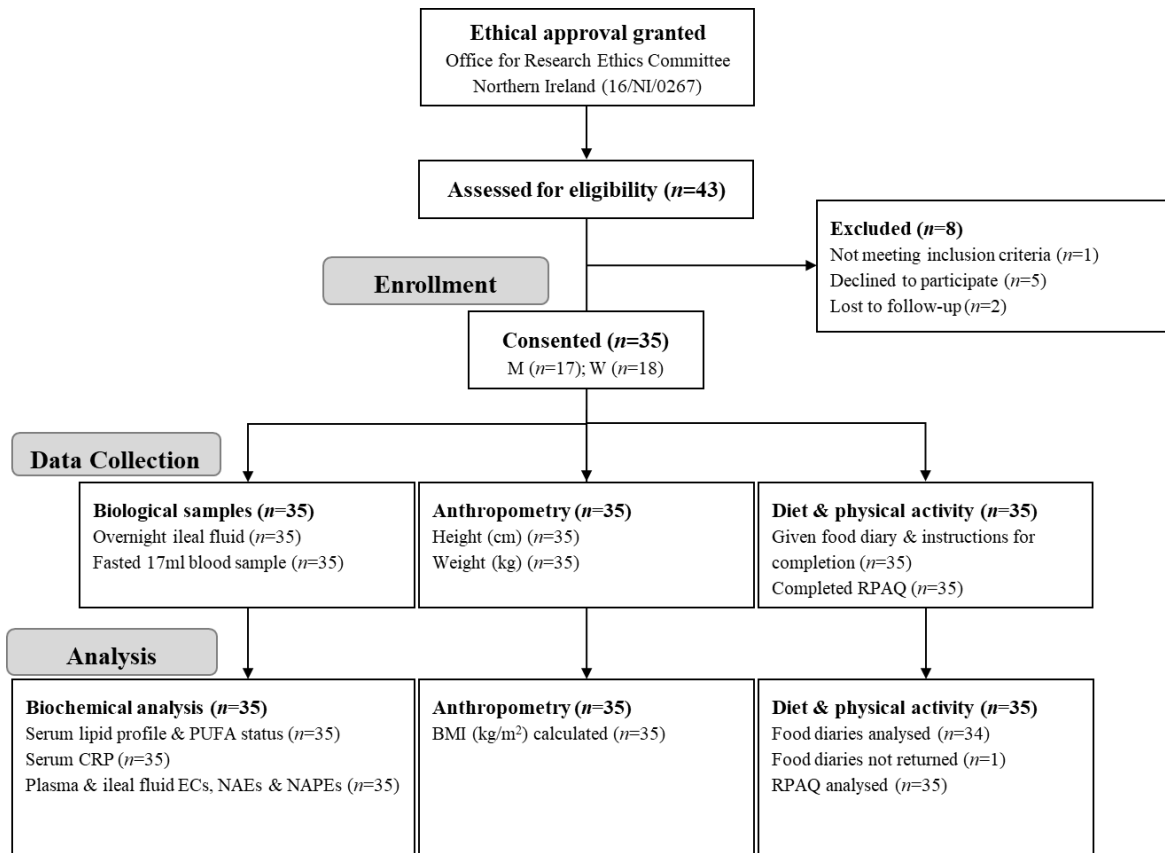 Ethical approval granted
Office for Research Ethics Committee
Northern Ireland (16/NI/0267)
Assessed for eligibility (n=43)
Excluded (n=8)
Not meeting inclusion criteria (n=1)
Declined to participate (n=5)
Lost to follow-up (n=2)
Enrollment
Consented (n=35)
M (n=17); W (n=18)
Data Collection
Biological samples (n=35)
Overnight ileal fluid (n=35)
Fasted 17ml blood sample (n=35)
Anthropometry (n=35)
Height (cm) (n=35)
Weight (kg) (n=35)
Diet & physical activity (n=35)
Given food diary & instructions for
completion (n=35)
Completed RPAQ (n=35)
Analysis
Biochemical analysis (n=35)
Serum lipid profile & PUFA status (n=35)
Serum CRP (n=35)
Plasma & ileal fluid ECs, NAEs & NAPEs (n=35)
Anthropometry (n=35)
BMI (kg/m²) calculated (n=35)
Diet & physical activity (n=35)
Food diaries analysed (n=34)
Food diaries not returned (n=1)
RPAQ analysed (n=35)